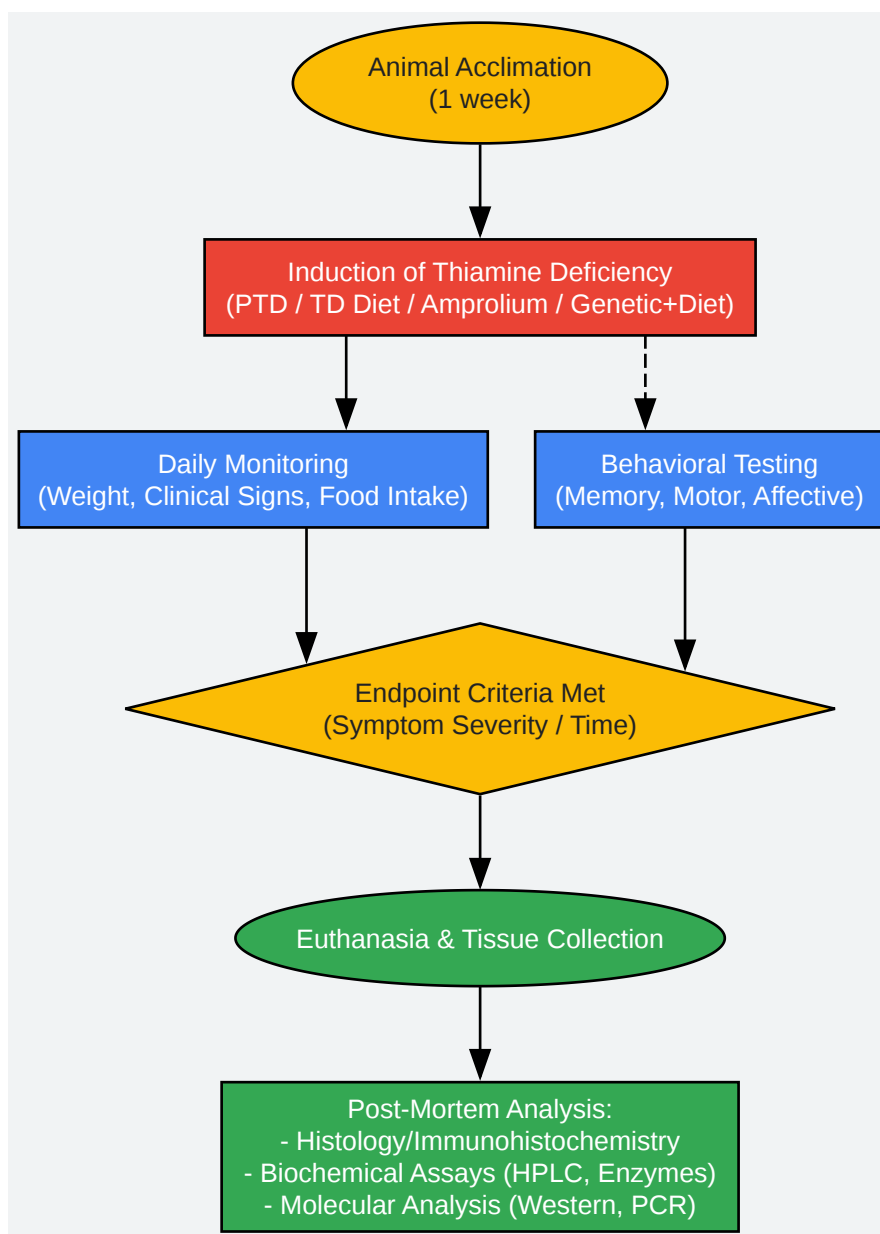 Animal Acclimation
(1 week)
Induction of Thiamine Deficiency
(PTD / TD Diet / Amprolium / Genetic+Diet)
Daily Monitoring
(Weight, Clinical Signs, Food Intake)
Behavioral Testing
(Memory, Motor, Affective)
Endpoint Criteria Met
(Symptom Severity / Time)
Euthanasia & Tissue Collection
Post-Mortem Analysis:
- Histology/Immunohistochemistry
- Biochemical Assays (HPLC, Enzymes)
- Molecular Analysis (Western, PCR)